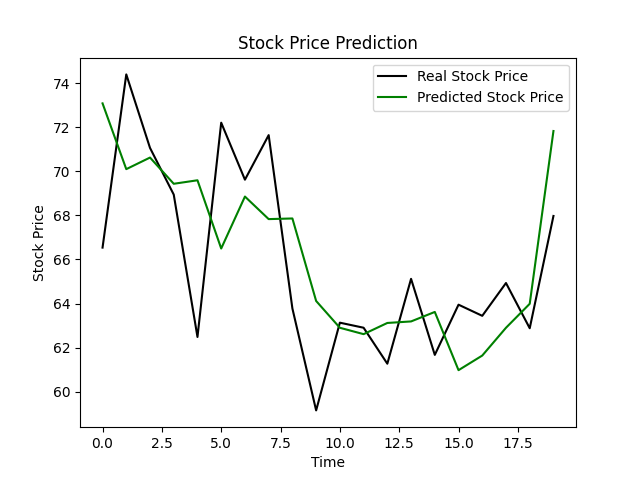 Stock Price Prediction
Real Stock Price
Predicted Stock Price
Stock Price
74
72
70
68
66
64
62
60
0.0 2.5 5.0 7.5 10.0 12.5 15.0 17.5
Time